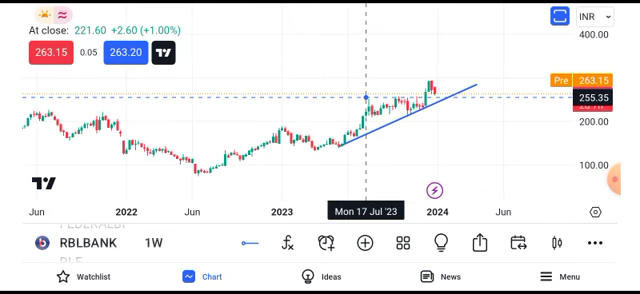 INR
At close: 221.60 +2.60 (+1.00%)
400.00
263.15 0.05 263.20
Pre 263.15
255.35
200.00
100.00
Jun 2022 Jun 2023 Mon 17 Jul '23 2024 Jun
RBLBANK 1W
Watchlist Chart Ideas News Menu